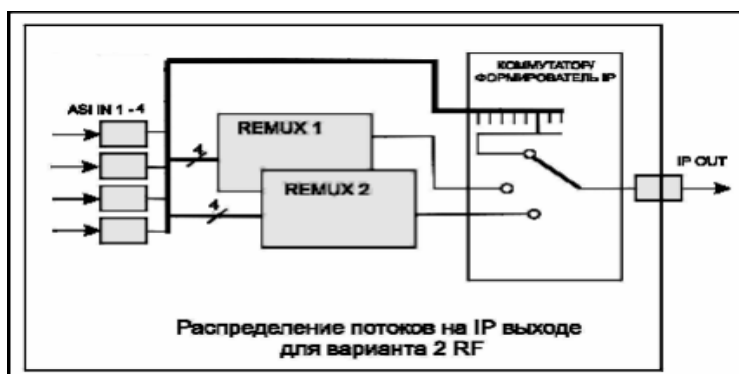 КОММУТАТОР/
ФОРМИРОВАТЕЛЬ IP
ASI IN 1 - 4
REMUX 1
4
IP OUT
REMUX 2
4
Распределение потоков на IP выходе
для варианта 2 RF